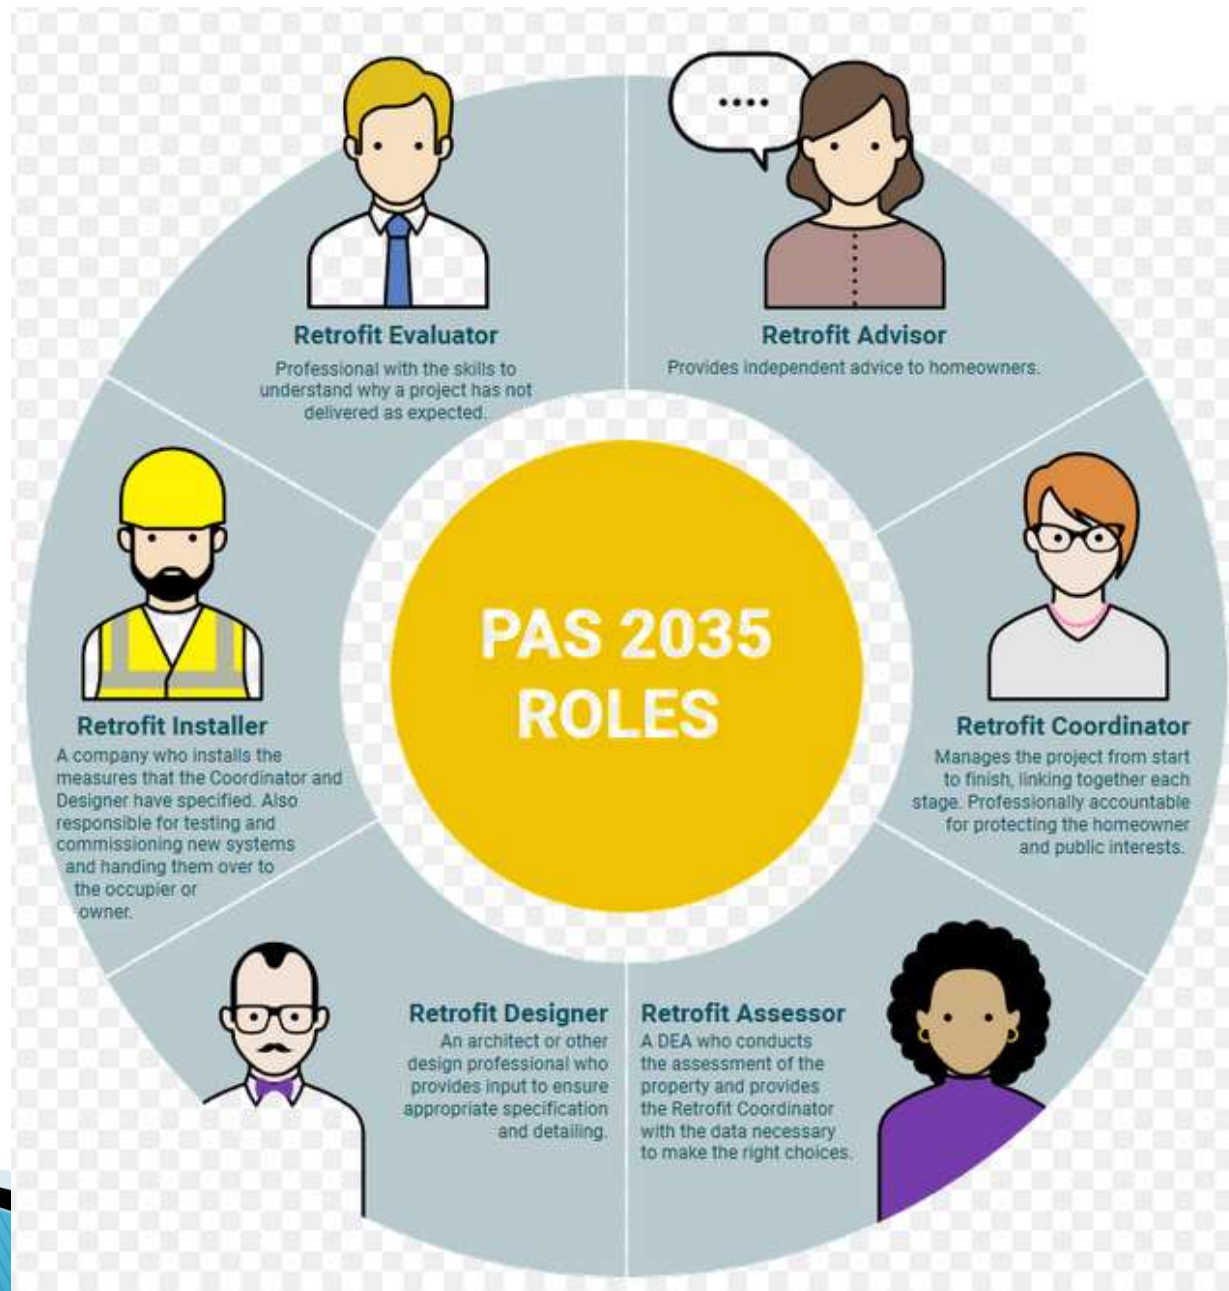 ....
Retrofit Evaluator
Professional with the skills to
understand why a project has not
delivered as expected.
Retrofit Advisor
Provides independent advice to homeowners.
Retrofit Installer
A company who installs the
measures that the Coordinator and
Designer have specified. Also
responsible for testing and
commissioning new systems
and handing them over to
the occupier or
owner.
PAS 2035
ROLES
Retrofit Coordinator
Manages the project from start
to finish, linking together each
stage. Professionally accountable
for protecting the homeowner
and public interests.
Retrofit Designer
An architect or other
design professional who
provides input to ensure
appropriate specification
and detailing.
Retrofit Assessor
A DEA who conducts
the assessment of the
property and provides
the Retrofit Coordinator
with the data necessary
to make the right choices.